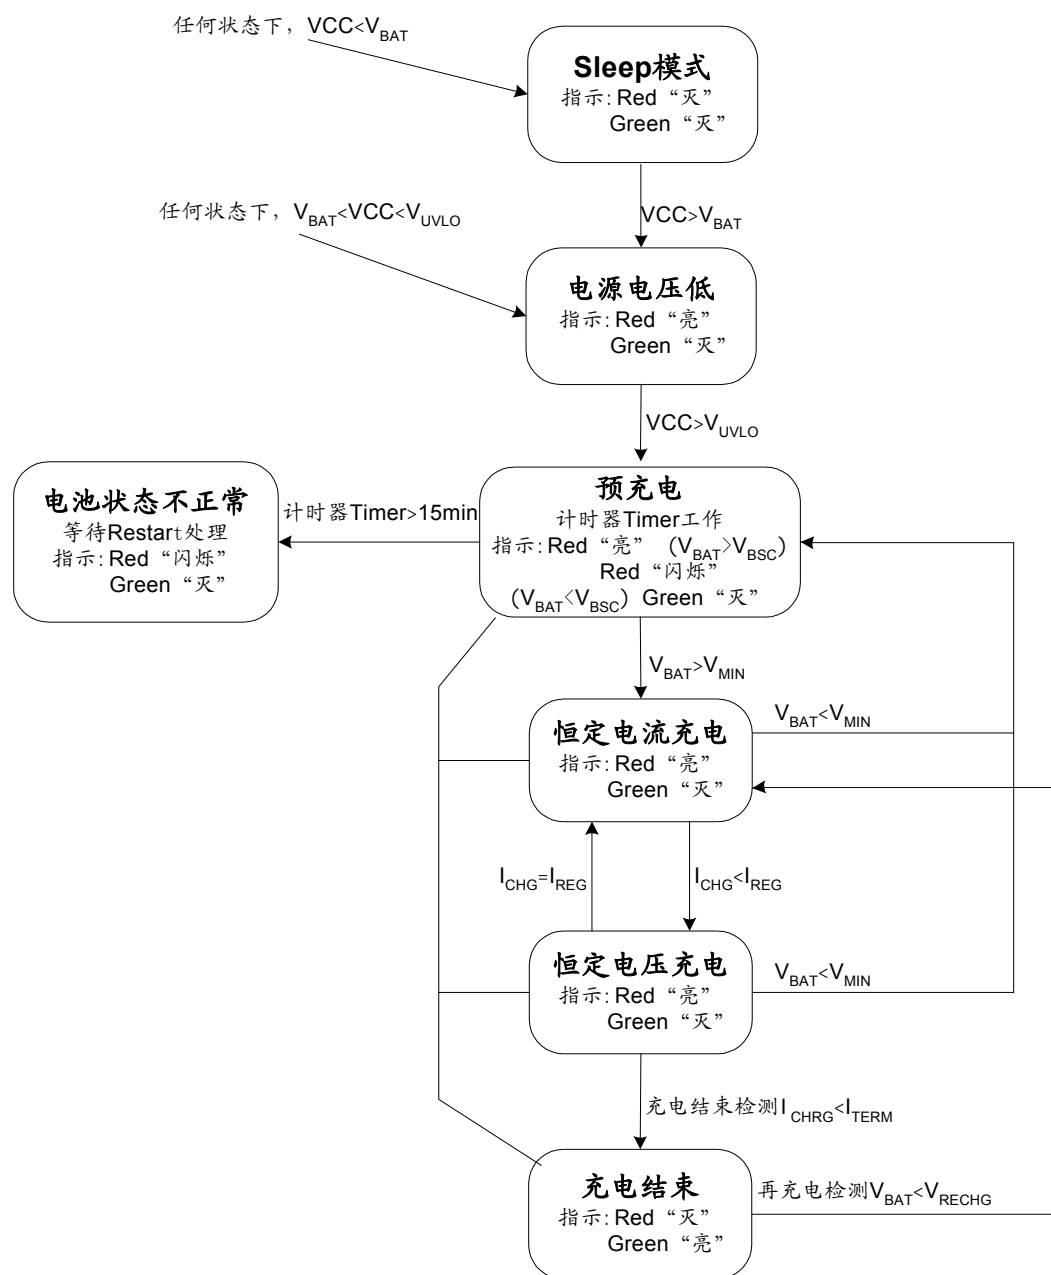 任何状态下，VCC<VBAT
Sleep模式
指示: Red “灭”
Green “灭”
VCC>VBAT
任何状态下，VBAT<VCC<VUVLO
电源电压低
指示: Red “亮”
Green “灭”
VCC>VUVLO
电池状态不正常
等待Restart处理
指示: Red “闪烁”
Green “灭”
计时器Timer>15min
预充电
计时器Timer工作
指示: Red “亮” (VBAT>VBSC)
Red “闪烁”
(VBAT<VBSC) Green “灭”
VBAT>VMIN
恒定电流充电
指示: Red “亮”
Green “灭”
VBAT<VMIN
ICHG=IREG
ICHG<IREG
恒定电压充电
指示: Red “亮”
Green “灭”
VBAT<VMIN
充电结束检测ICHRG<ITERM
充电结束
指示: Red “灭”
Green “亮”
再充电检测VBAT<VRECHG